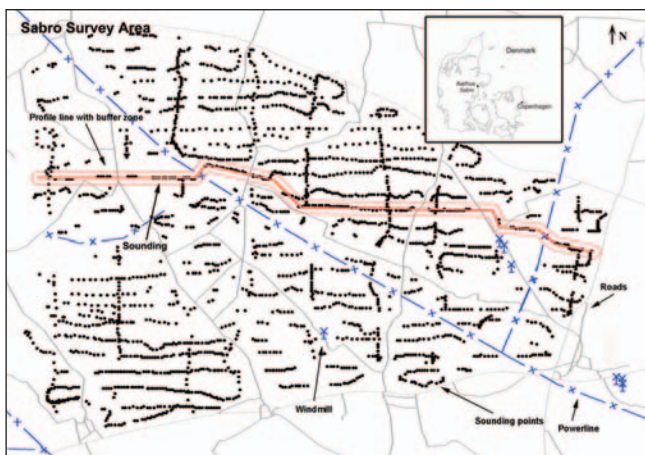 Sabro Survey Area
N
Denmark
Aarhus
Sabro
Copenhagen
Profile line with buffer zone
Sounding
Roads
Windmill
Sounding points
Powerline